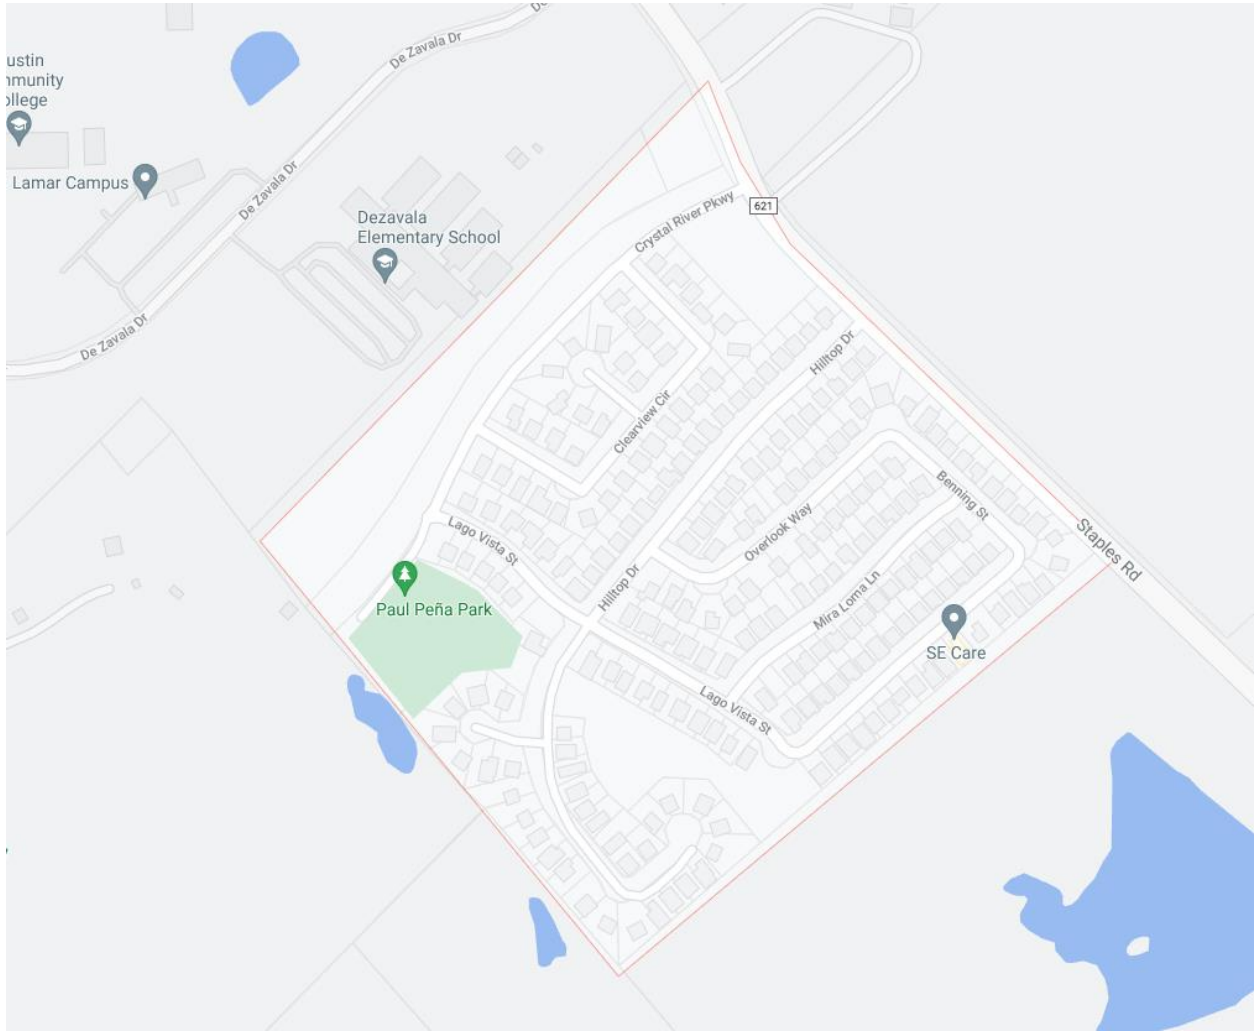 De
De Zavala Dr
ustin
nmunity
ollege
Lamar Campus
De Zavala Dr
Dezavala
Elementary School
Crystal River Pkwy
621
De Zavala Dr
Hilltop Dr
Clearview Cir
Benning St
Lago Vista St
Overlook Way
Staples Rd
Paul Peña Park
Hilltop Dr
Mira Loma Ln
SE Care
Lago Vista St